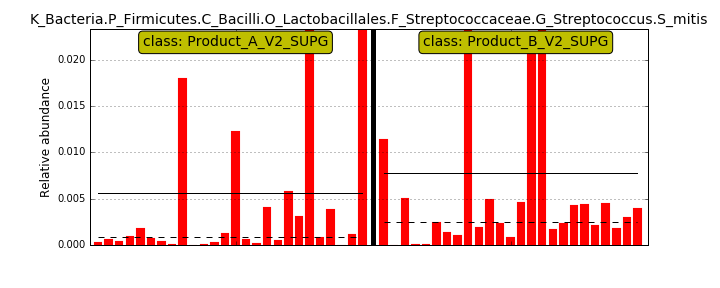 K_Bacteria.P_Firmicutes.C_Bacilli.O_Lactobacillales.F_Streptococcaceae.G_Streptococcus.S_mitis
class: Product_A_V2_SUPG
class: Product_B_V2_SUPG
Relative abundance
0.020
0.015
0.010
0.005
0.000